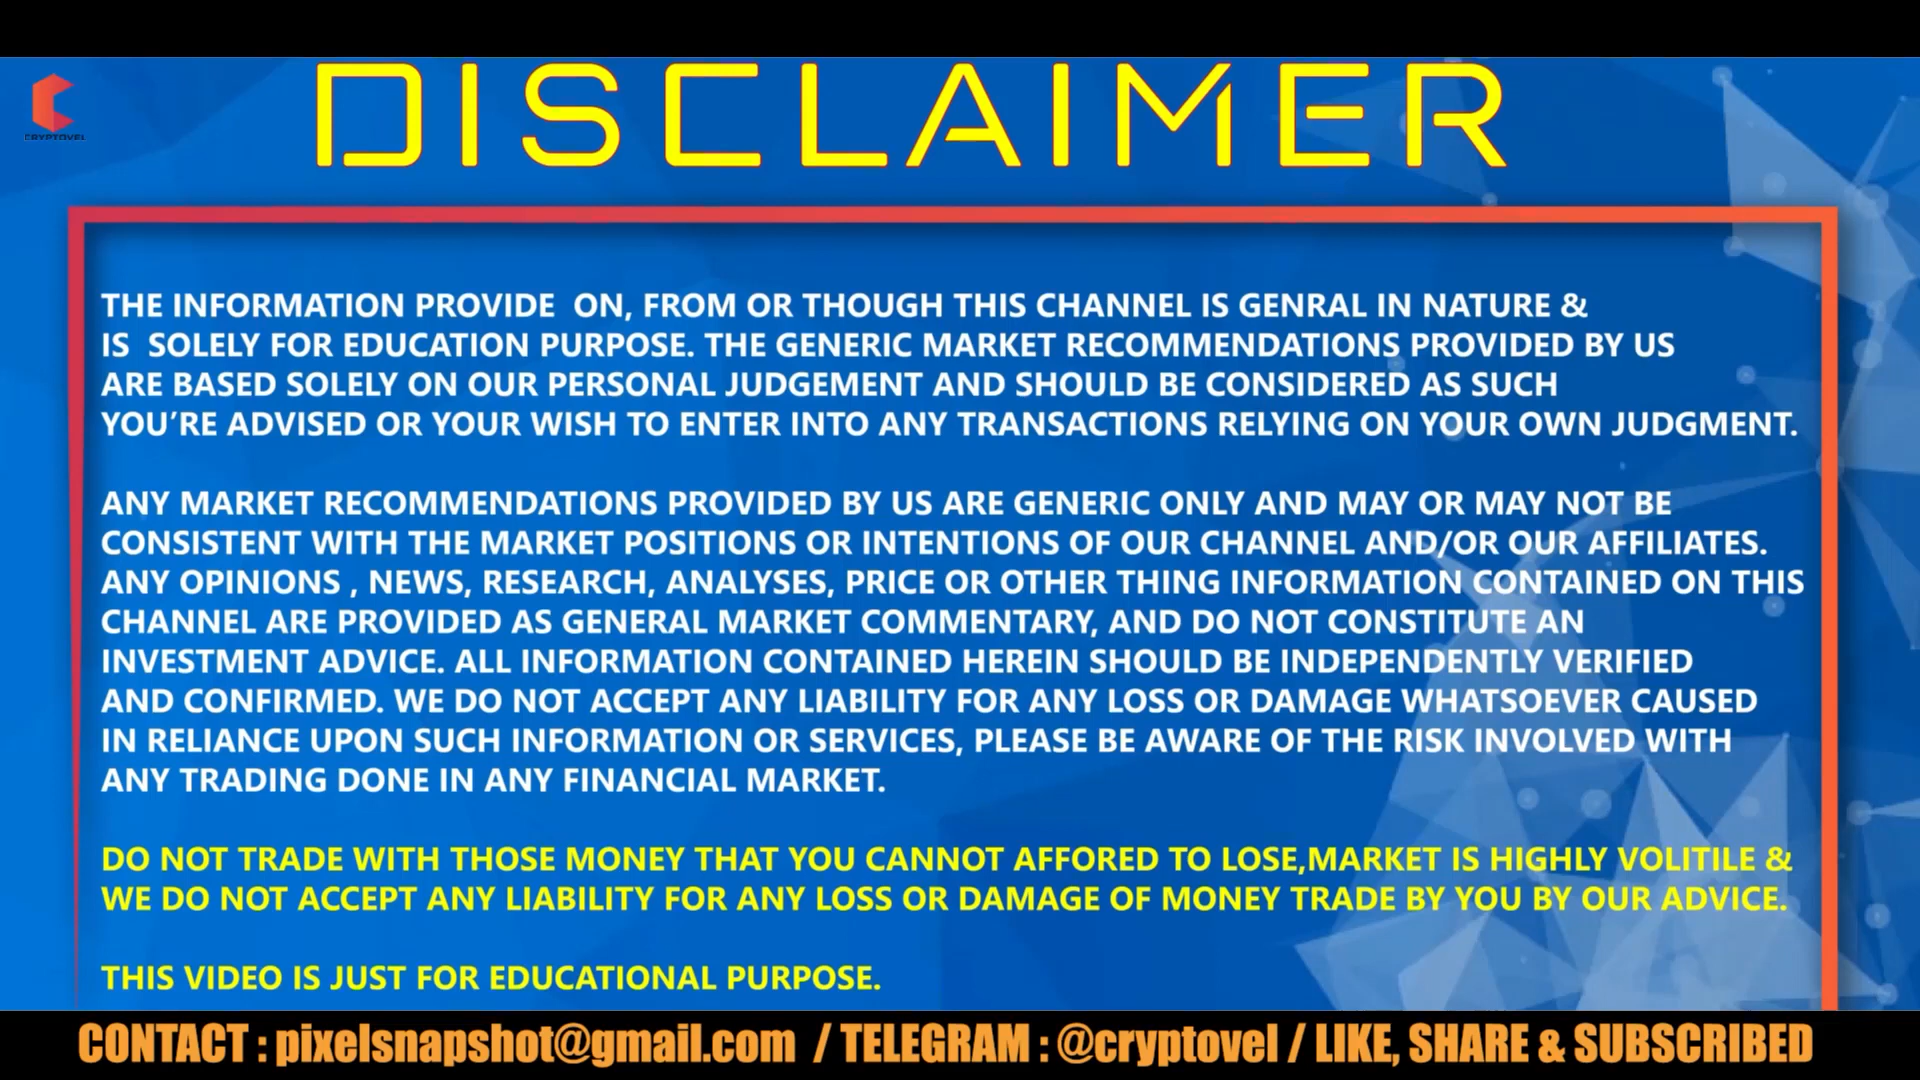 CRYPTOVEL
DISCLAIMER
THE INFORMATION PROVIDE ON, FROM OR THOUGH THIS CHANNEL IS GENRAL IN NATURE &
IS SOLELY FOR EDUCATION PURPOSE. THE GENERIC MARKET RECOMMENDATIONS PROVIDED BY US
ARE BASED SOLELY ON OUR PERSONAL JUDGEMENT AND SHOULD BE CONSIDERED AS SUCH
YOU’RE ADVISED OR YOUR WISH TO ENTER INTO ANY TRANSACTIONS RELYING ON YOUR OWN JUDGMENT.
ANY MARKET RECOMMENDATIONS PROVIDED BY US ARE GENERIC ONLY AND MAY OR MAY NOT BE
CONSISTENT WITH THE MARKET POSITIONS OR INTENTIONS OF OUR CHANNEL AND/OR OUR AFFILIATES.
ANY OPINIONS , NEWS, RESEARCH, ANALYSES, PRICE OR OTHER THING INFORMATION CONTAINED ON THIS
CHANNEL ARE PROVIDED AS GENERAL MARKET COMMENTARY, AND DO NOT CONSTITUTE AN
INVESTMENT ADVICE. ALL INFORMATION CONTAINED HEREIN SHOULD BE INDEPENDENTLY VERIFIED
AND CONFIRMED. WE DO NOT ACCEPT ANY LIABILITY FOR ANY LOSS OR DAMAGE WHATSOEVER CAUSED
IN RELIANCE UPON SUCH INFORMATION OR SERVICES, PLEASE BE AWARE OF THE RISK INVOLVED WITH
ANY TRADING DONE IN ANY FINANCIAL MARKET.
DO NOT TRADE WITH THOSE MONEY THAT YOU CANNOT AFFORED TO LOSE,MARKET IS HIGHLY VOLITILE &
WE DO NOT ACCEPT ANY LIABILITY FOR ANY LOSS OR DAMAGE OF MONEY TRADE BY YOU BY OUR ADVICE.
THIS VIDEO IS JUST FOR EDUCATIONAL PURPOSE.
CONTACT : pixelsnapshot@gmail.com / TELEGRAM : @cryptovel / LIKE, SHARE & SUBSCRIBED